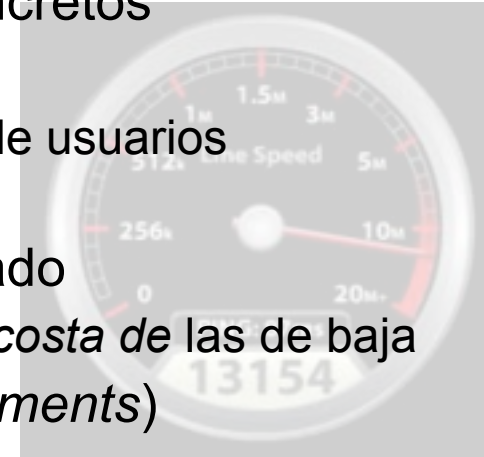 cretos
1.5M
1M
3M
de usuarios
512k
Line Speed
5M
256k
10M
ado
0
20M+
costa de las de baja
13154
ments)